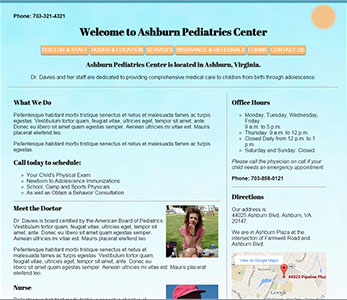 Phone: 703-321-4321
Welcome to Ashburn Pediatrics Center
DOCTOR & STAFF HOURS & LOCATION SERVICES INSURANCE & REFERRALS FORMS CONTACT US
Ashburn Pediatrics Center is located in Ashburn, Virginia.
Dr. Davies and her staff are dedicated to providing comprehensive medical care to children from birth through adolescence.
What We Do
Pellentesque habitant morbi tristique senectus et netus et malesuada fames ac turpis
egestas. Vestibulum tortor quam, feugiat vitae, ultricies eget, tempor sit amet, ante.
Donec eu libero sit amet quam egestas semper. Aenean ultricies mi vitae est. Mauris
placerat eleifend leo.
Pellentesque habitant morbi tristique senectus et netus et malesuada fames ac turpis
egestas.
Call today to schedule:
Your Child's Physical Exam
Newborn to Adolescence Immunizations
School, Camp and Sports Physicals
As well as Obtain a Behavior Consultation
Meet the Doctor
Dr. Davies is board certified by the American Board of Pediatrics.
Vestibulum tortor quam, feugiat vitae, ultricies eget, tempor sit
amet, ante. Donec eu libero sit amet quam egestas semper.
Aenean ultricies mi vitae est. Mauris placerat eleifend leo.
Pellentesque habitant morbi tristique senectus et netus et
malesuada fames ac turpis egestas. Vestibulum tortor quam,
feugiat vitae, ultricies eget, tempor sit amet, ante. Donec eu
libero sit amet quam egestas semper. Aenean ultricies mi vitae est. Mauris placerat
eleifend leo.
Nurse
Office Hours
Monday, Tuesday, Wednesday,
Friday:
9 a.m. to 5 p.m.
Thursday: 9 a.m. to 12 p.m.
Closed Daily from 12 p.m. to 1
p.m.
Saturday and Sunday: Closed.
Please call the physician on call if your
child needs an emergency appointment.
Phone: 703-858-0121
Directions
Our address is
44025 Ashburn Blvd, Ashburn, VA
20147.
We are in Ashburn Plaza at the
intersection of Farmwell Road and
Ashburn Blvd.
View on Google Maps
44023 Pipeline Plaza